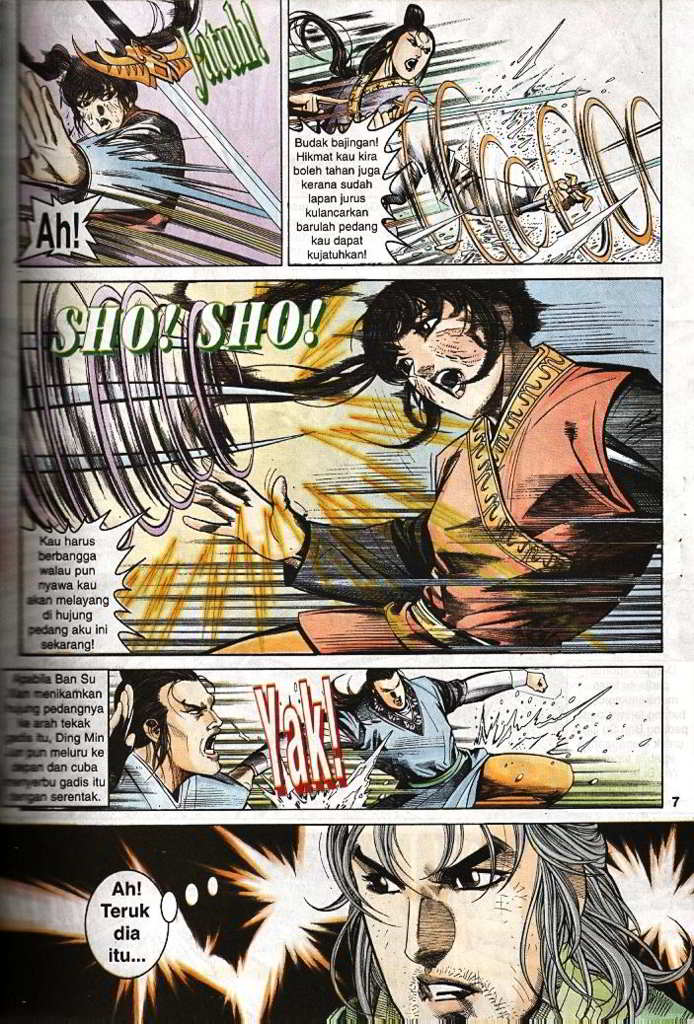 Jatuh!
Ah!
Budak bajingan!
Hikmat kau kira
boleh tahan juga
kerana sudah
lapan jurus
kulancarkan
barulah pedang
kau dapat
kujatuhkan!
SHO! SHO!
Kau harus
berbangga
walau pun
nyawa kau
akan melayang
di hujung
pedang aku ini
sekarang!
Apabila Ban Su
menikamkan
hujung pedangnya
ke arah tekak
gadis itu, Ding Min
pun meluru ke
depan dan cuba
menyerbu gadis itu
dengan serentak.
Yak!
7
Ah!
Teruk
dia
itu...